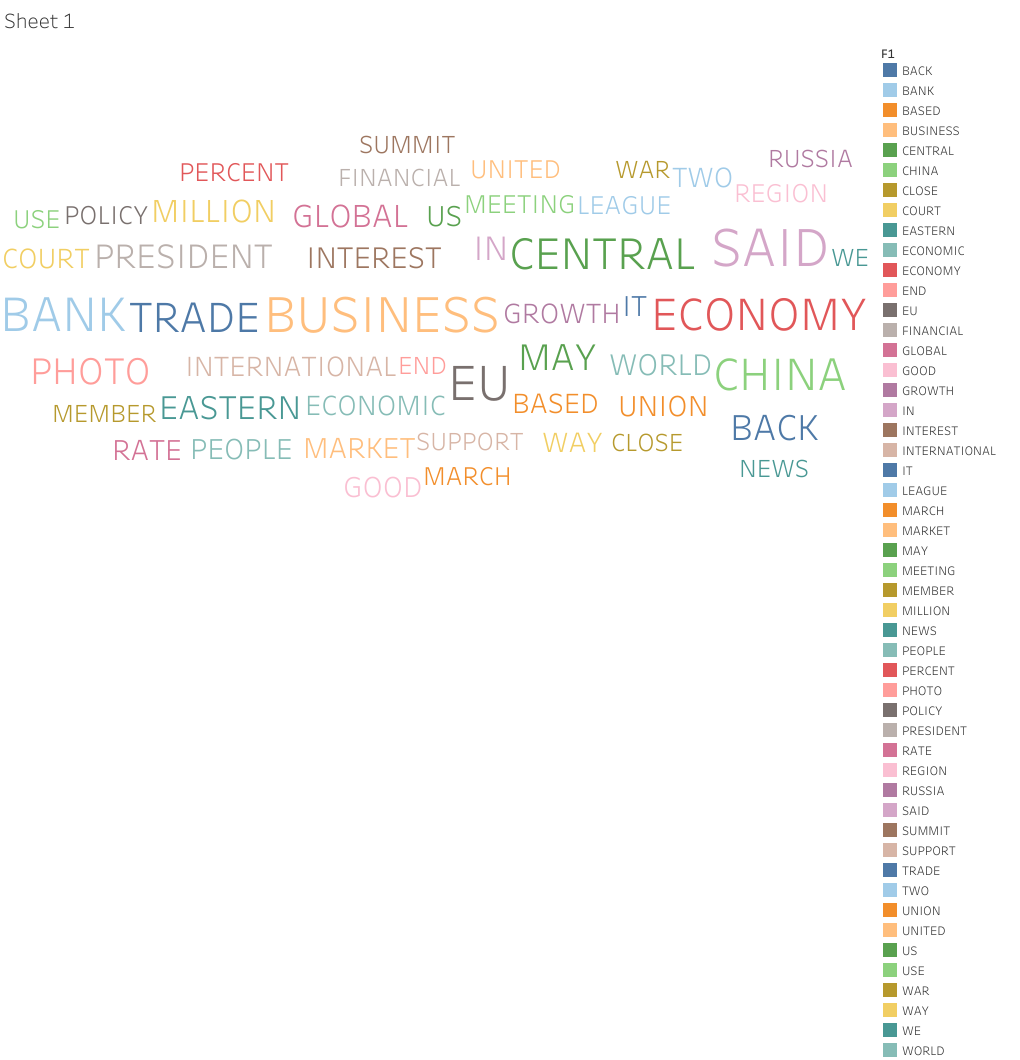 Sheet 1
SUMMIT
PERCENT FINANCIAL UNITED WAR TWO RUSSIA
USE POLICY MILLION GLOBAL US MEETING LEAGUE REGION
COURT PRESIDENT INTEREST IN CENTRAL SAID WE
BANK TRADE BUSINESS GROWTH IT ECONOMY
PHOTO INTERNATIONAL END EU MAY WORLD CHINA
MEMBER EASTERN ECONOMIC BASED UNION BACK
RATE PEOPLE MARKET SUPPORT WAY CLOSE NEWS
GOOD MARCH
F1
BACK
BANK
BASED
BUSINESS
CENTRAL
CHINA
CLOSE
COURT
EASTERN
ECONOMIC
ECONOMY
END
EU
FINANCIAL
GLOBAL
GOOD
GROWTH
IN
INTEREST
INTERNATIONAL
IT
LEAGUE
MARCH
MARKET
MAY
MEETING
MEMBER
MILLION
NEWS
PEOPLE
PERCENT
PHOTO
POLICY
PRESIDENT
RATE
REGION
RUSSIA
SAID
SUMMIT
SUPPORT
TRADE
TWO
UNION
UNITED
US
USE
WAR
WAY
WE
WORLD